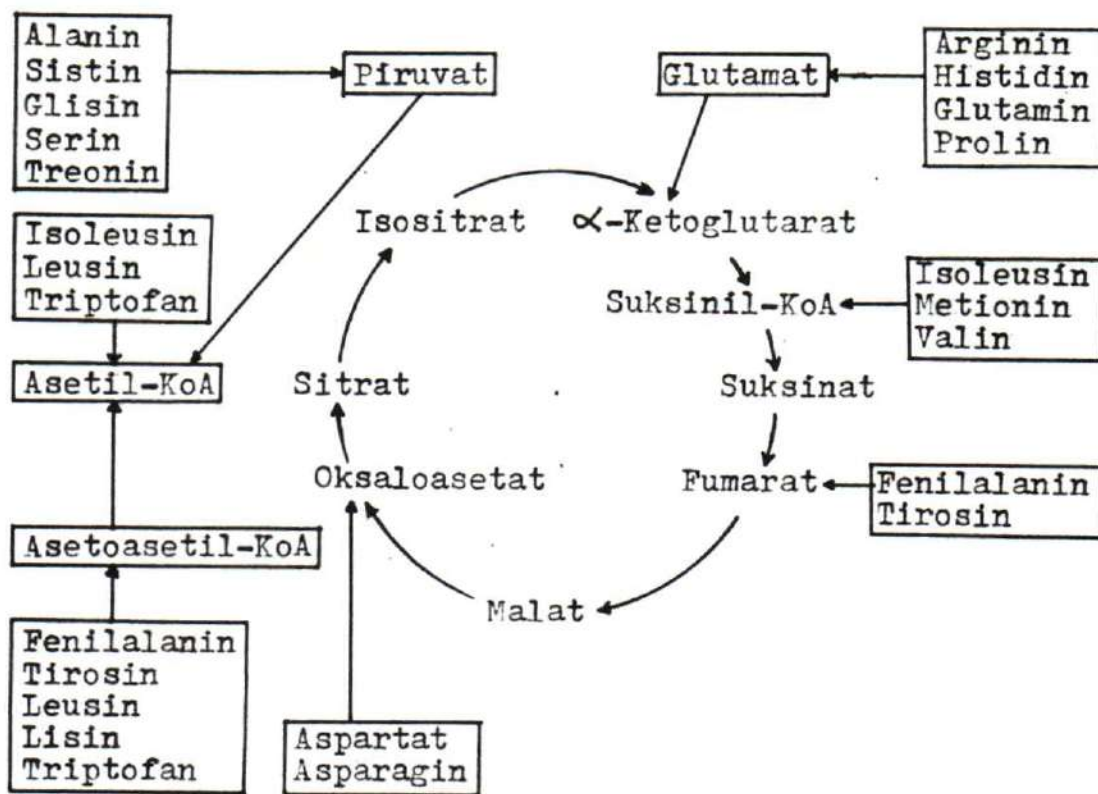 Alanin
Sistin
Glisin
Serin
Treonin
Piruvat
Glutamat
Arginin
Histidin
Glutamin
Prolin
Isositrat
α-Ketoglutarat
Isoleusin
Leusin
Triptofan
Suksinil-KoA
Isoleusin
Metionin
Valin
Asetil-KoA
Sitrat
Suksinat
Oksaloasetat
Fumarat
Fenilalanin
Tirosin
Asetoasetil-KoA
Malat
Fenilalanin
Tirosin
Leusin
Lisin
Triptofan
Aspartat
Asparagin